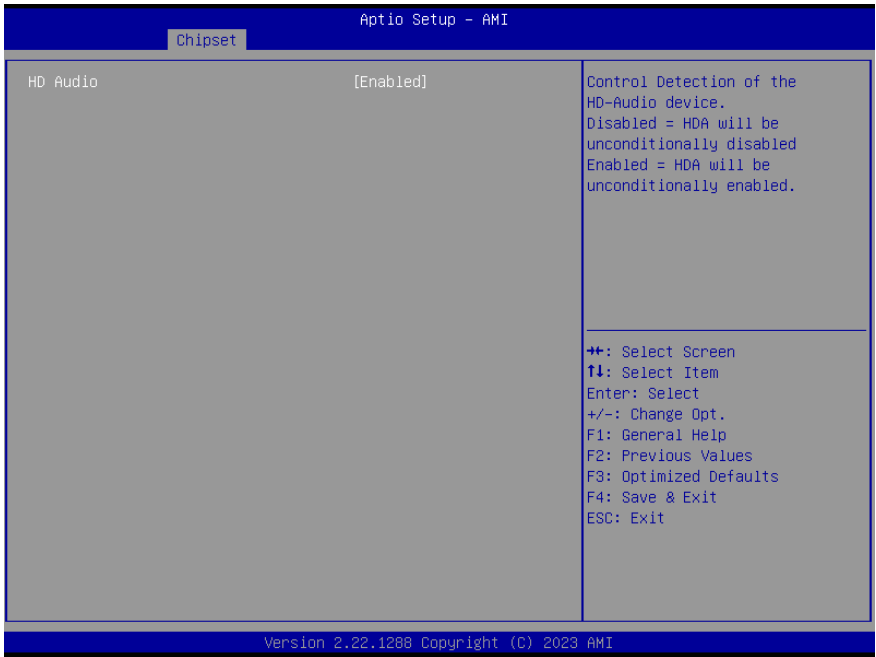 Aptio Setup – AMI
Chipset
HD Audio [Enabled]
Control Detection of the
HD-Audio device.
Disabled = HDA will be
unconditionally disabled
Enabled = HDA will be
unconditionally enabled.
→←: Select Screen
↑↓: Select Item
Enter: Select
+/-: Change Opt.
F1: General Help
F2: Previous Values
F3: Optimized Defaults
F4: Save & Exit
ESC: Exit
Version 2.22.1288 Copyright (C) 2023 AMI